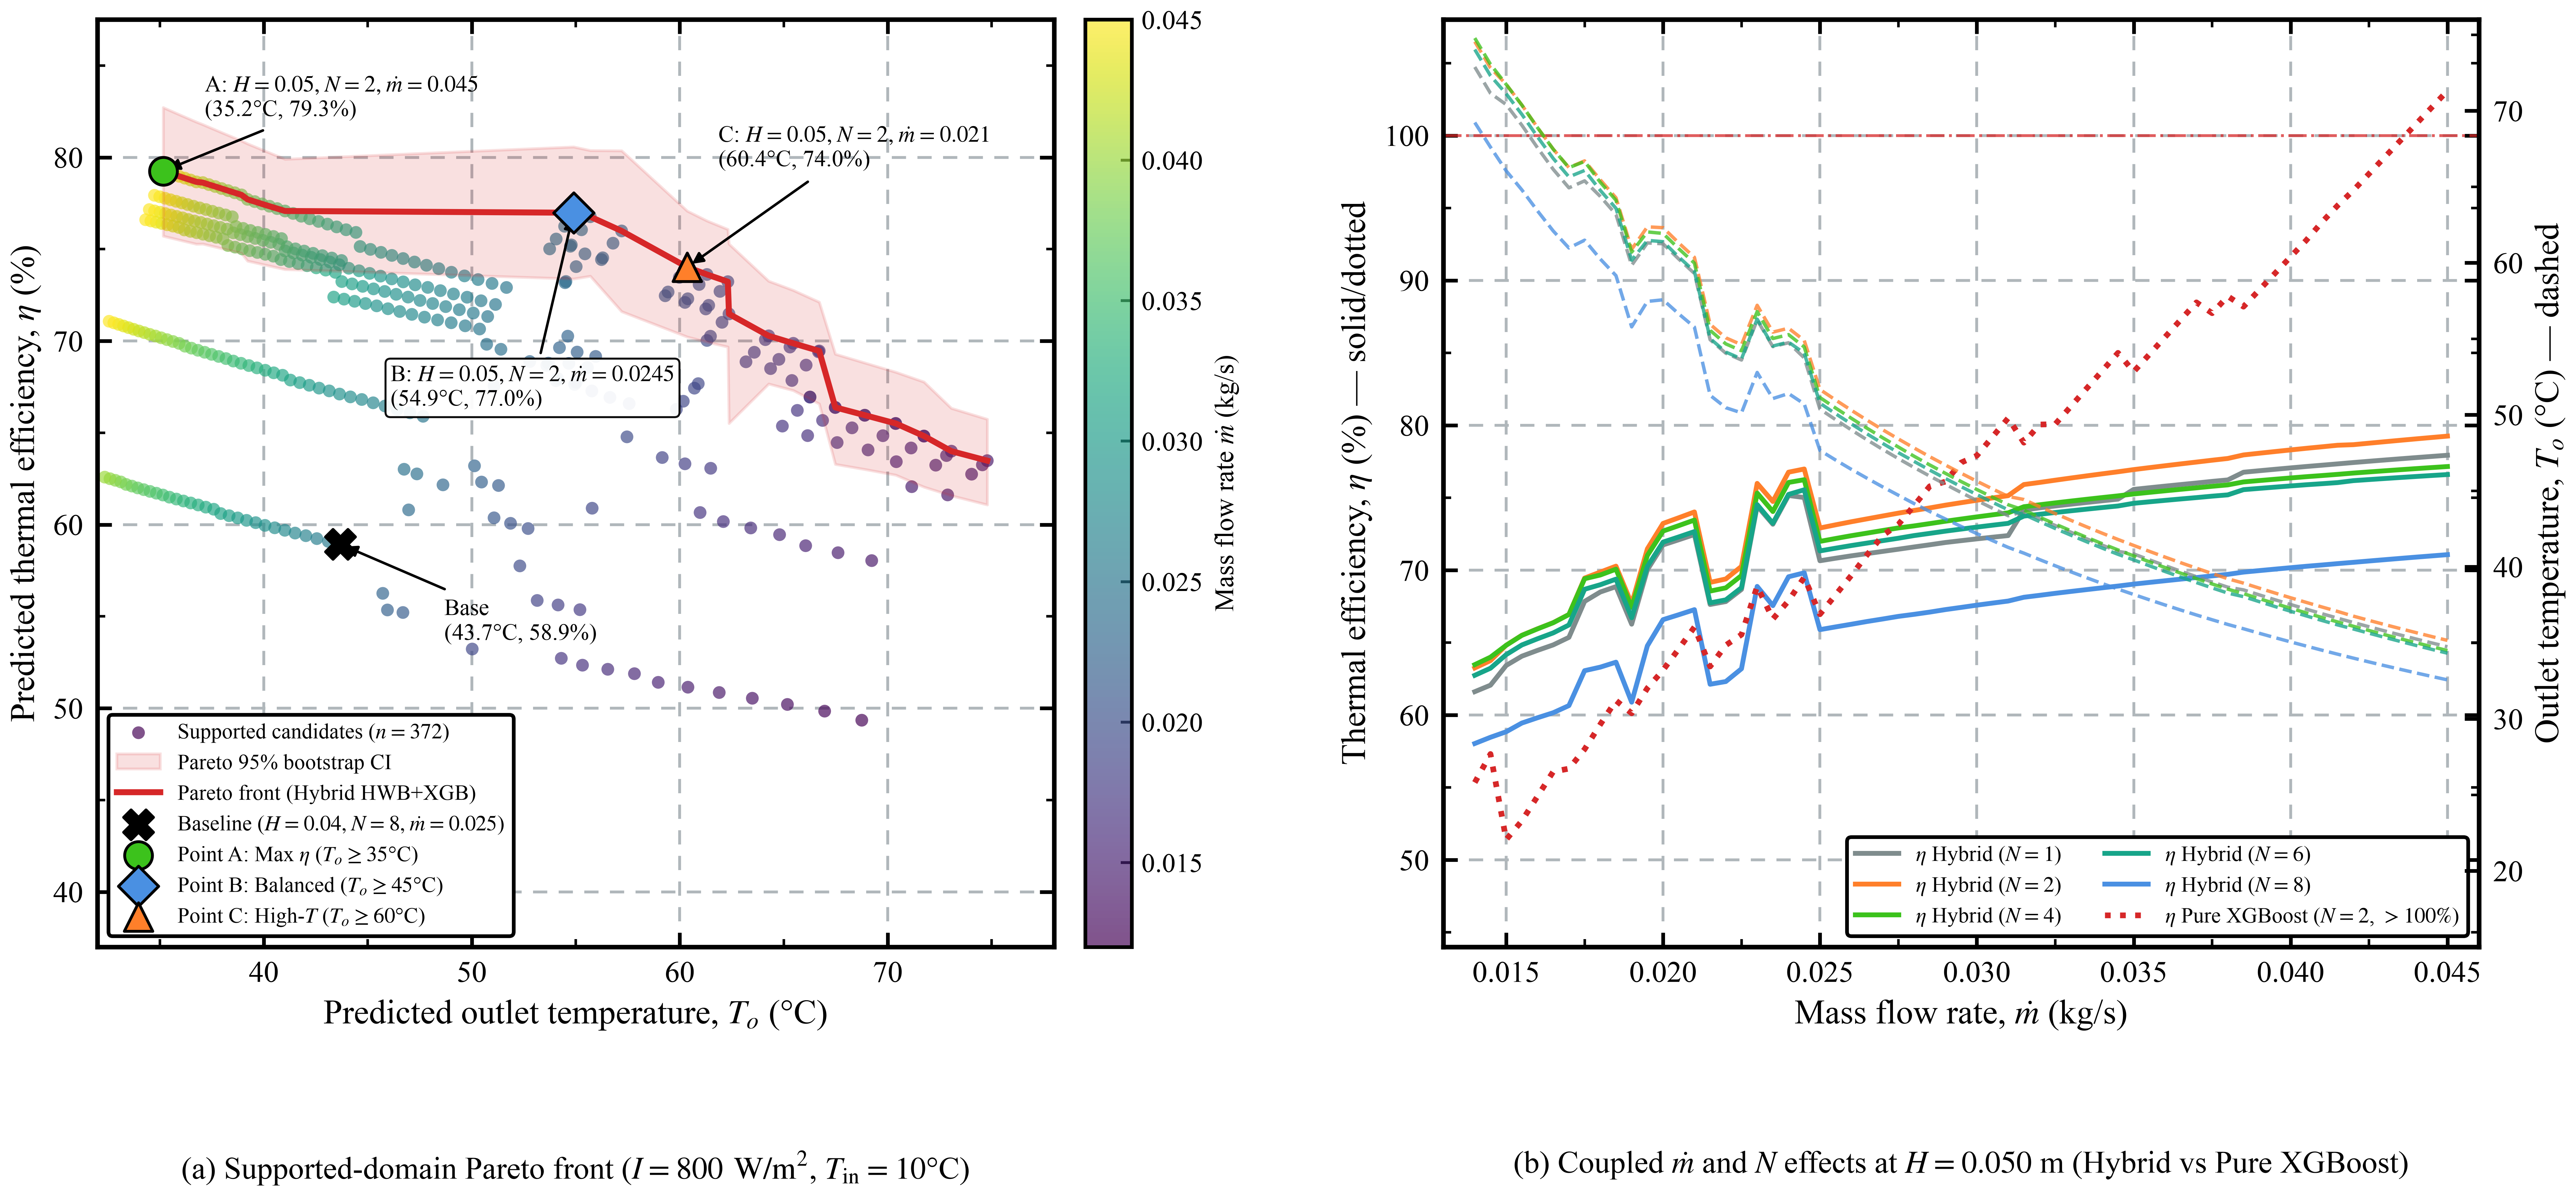 A: H = 0.05, N = 2, ṁ = 0.045
(35.2°C, 79.3%)
C: H = 0.05, N = 2, ṁ = 0.021
(60.4°C, 74.0%)
B: H = 0.05, N = 2, ṁ = 0.0245
(54.9°C, 77.0%)
Base
(43.7°C, 58.9%)
Predicted thermal efficiency, η (%)
80
70
60
50
40
Supported candidates (n = 372)
Pareto 95% bootstrap CI
Pareto front (Hybrid HWB+XGB)
Baseline (H = 0.04, N = 8, ṁ = 0.025)
Point A: Max η (Tₒ ≥ 35°C)
Point B: Balanced (Tₒ ≥ 45°C)
Point C: High-T (Tₒ ≥ 60°C)
40 50 60 70
Predicted outlet temperature, Tₒ (°C)
0.045
0.040
0.035
0.030
0.025
0.020
0.015
Mass flow rate ṁ (kg/s)
(a) Supported-domain Pareto front (I = 800 W/m², T_in = 10°C)
Thermal efficiency, η (%) — solid/dotted
100
90
80
70
60
50
70
60
50
40
30
20
Outlet temperature, Tₒ (°C) — dashed
η Hybrid (N = 1)
η Hybrid (N = 2)
η Hybrid (N = 4)
η Hybrid (N = 6)
η Hybrid (N = 8)
η Pure XGBoost (N = 2, > 100%)
0.015 0.020 0.025 0.030 0.035 0.040 0.045
Mass flow rate, ṁ (kg/s)
(b) Coupled ṁ and N effects at H = 0.050 m (Hybrid vs Pure XGBoost)